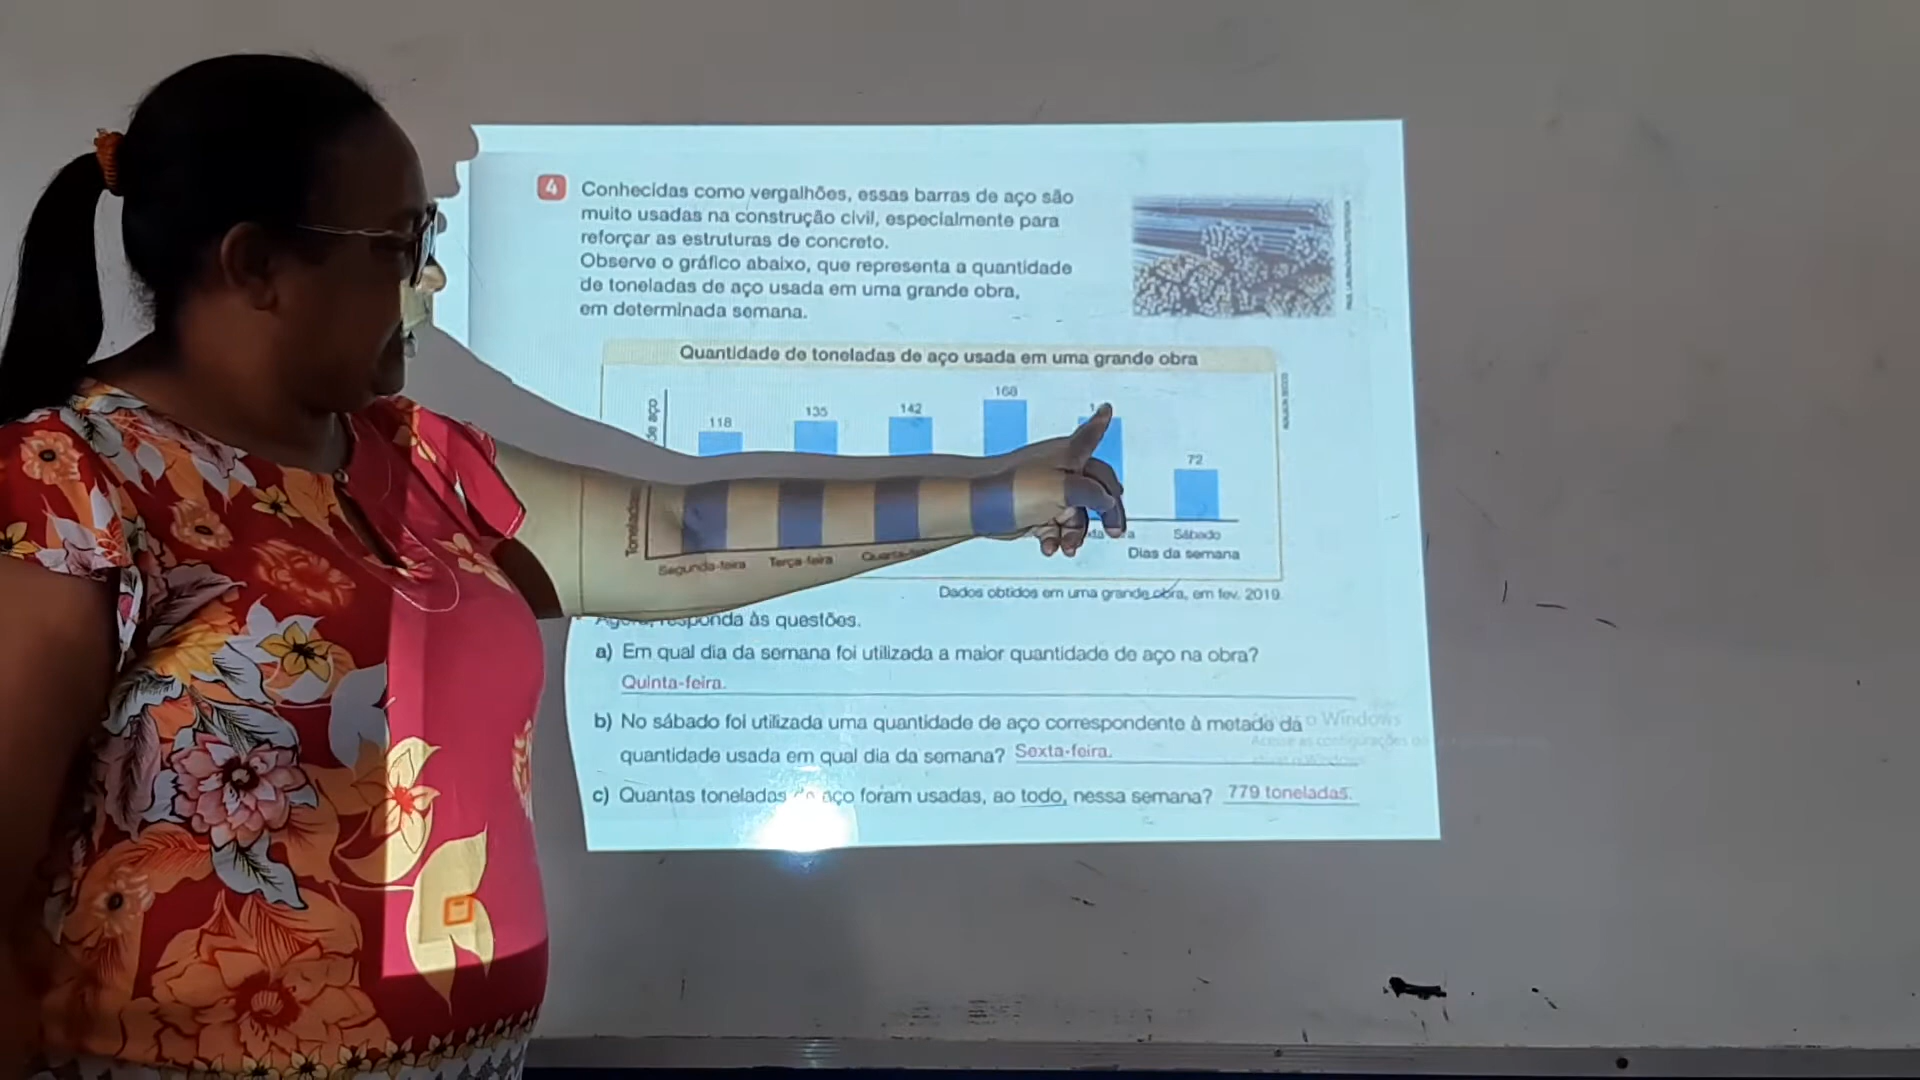 4 Conhecidas como vergalhões, essas barras de aço são
muito usadas na construção civil, especialmente para
reforçar as estruturas de concreto.
Observe o gráfico abaixo, que representa a quantidade
de toneladas de aço usada em uma grande obra,
em determinada semana.
Quantidade de toneladas de aço usada em uma grande obra
Toneladas de aço
118 135 142 168 72
Segunda-feira Terça-feira Sábado
Dias da semana
Dados obtidos em uma grande obra, em fev. 2019.
responda às questões.
a) Em qual dia da semana foi utilizada a maior quantidade de aço na obra?
Quinta-feira.
b) No sábado foi utilizada uma quantidade de aço correspondente à metade da
quantidade usada em qual dia da semana? Sexta-feira.
c) Quantas toneladas aço foram usadas, ao todo, nessa semana? 779 toneladas.
o Windows
Acesse as configurações